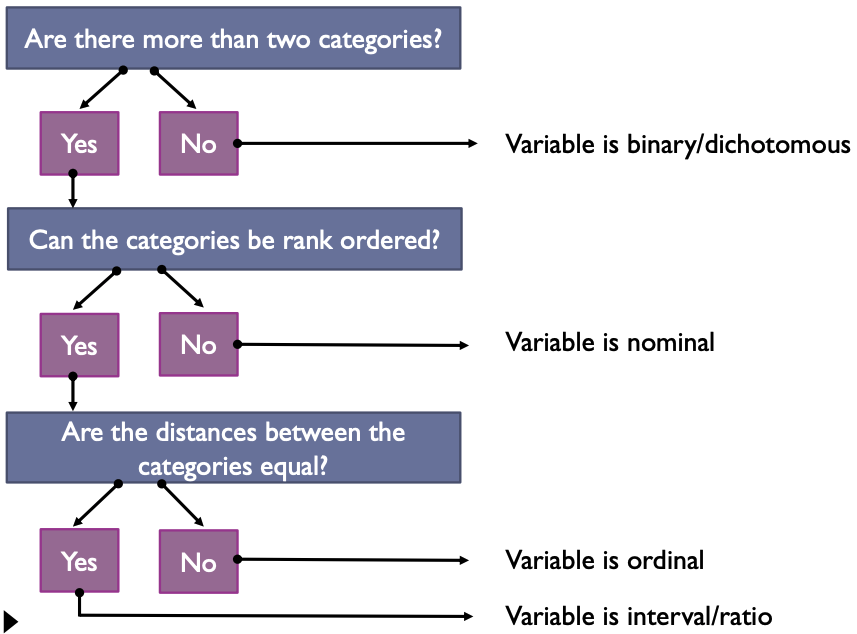 Are there more than two categories?
Yes
No
Variable is binary/dichotomous
Can the categories be rank ordered?
Yes
No
Variable is nominal
Are the distances between the
categories equal?
Yes
No
Variable is ordinal
Variable is interval/ratio